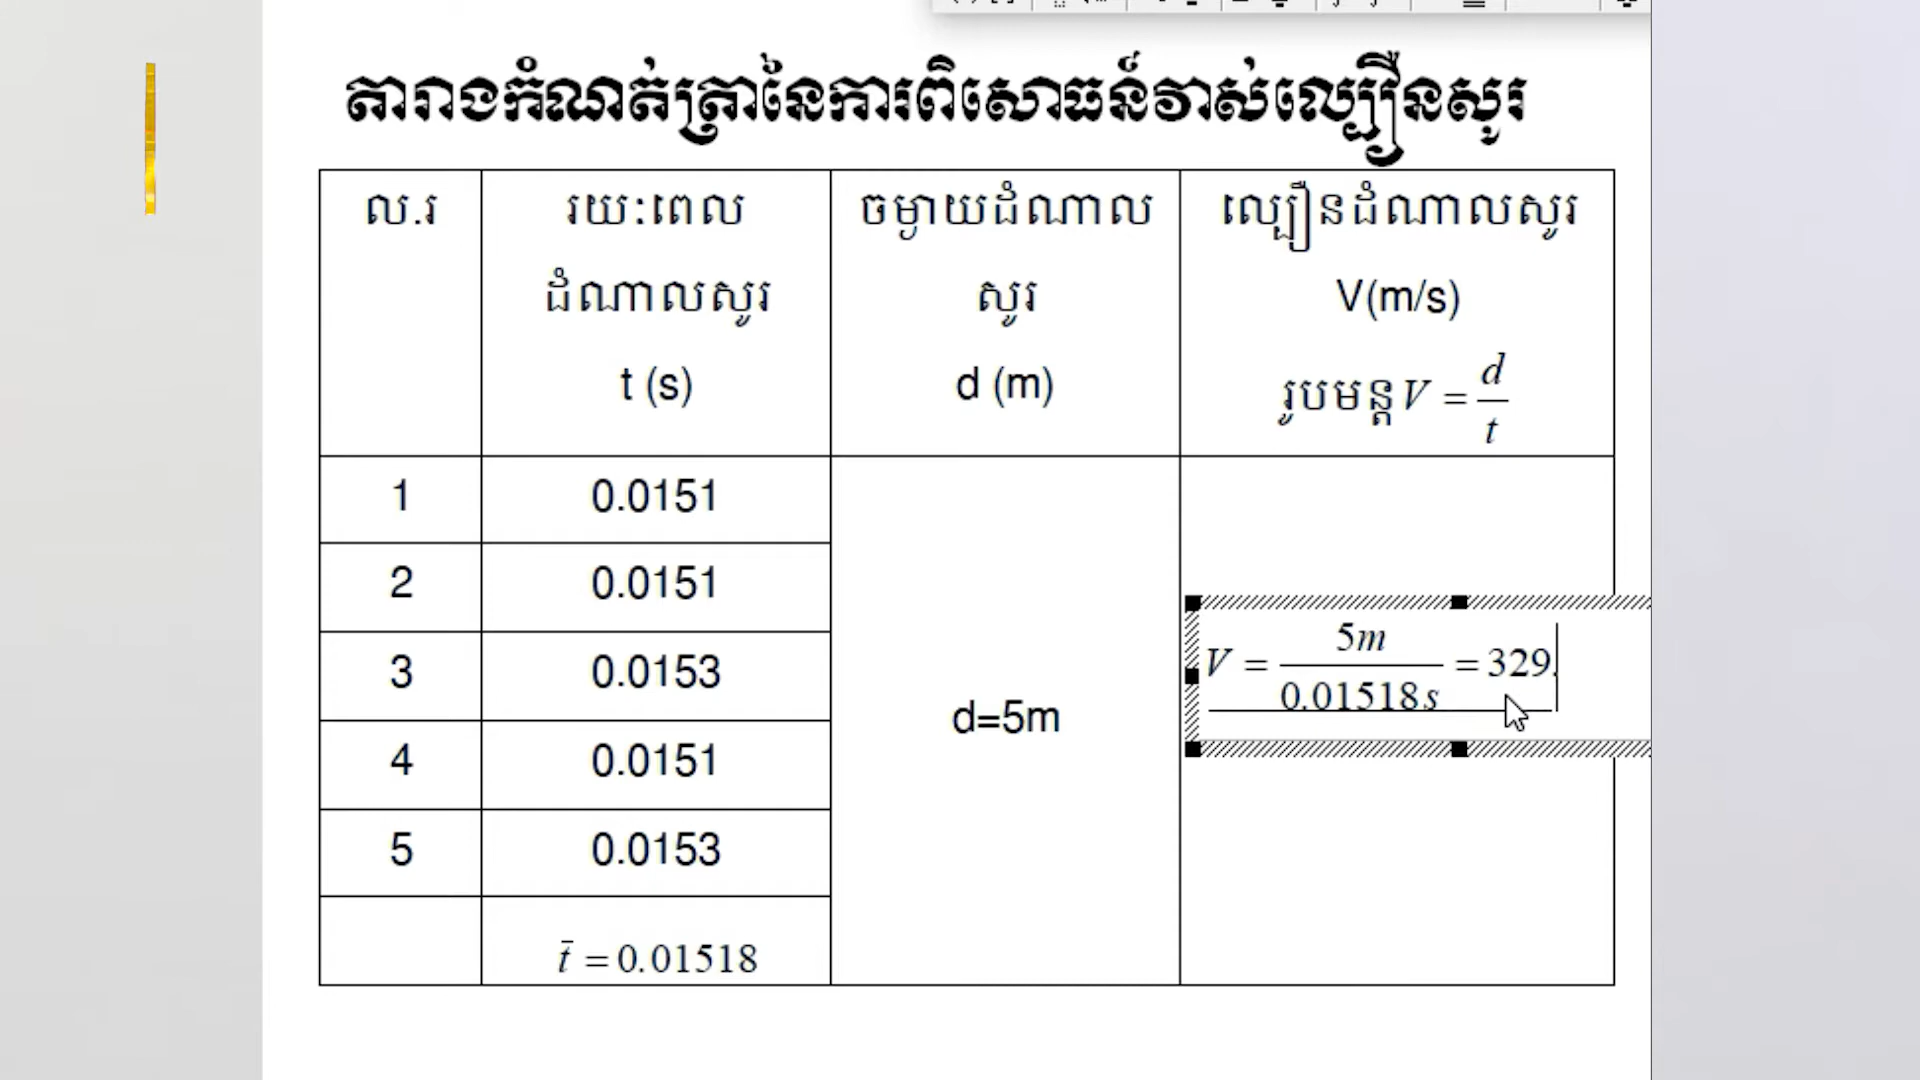 តារាងកំណត់ត្រានៃការពិសោធន៍វាស់ល្បឿនសូរ
ល.រ
រយៈពេល
ដំណាលសូរ
t (s)
ចម្ងាយដំណាល
សូរ
d (m)
ល្បឿនដំណាលសូរ
V(m/s)
រូបមន្ត V = d/t
1
0.0151
2
0.0151
3
0.0153
4
0.0151
5
0.0153
t̄ = 0.01518
d=5m
V = 5m/0.01518s = 329.